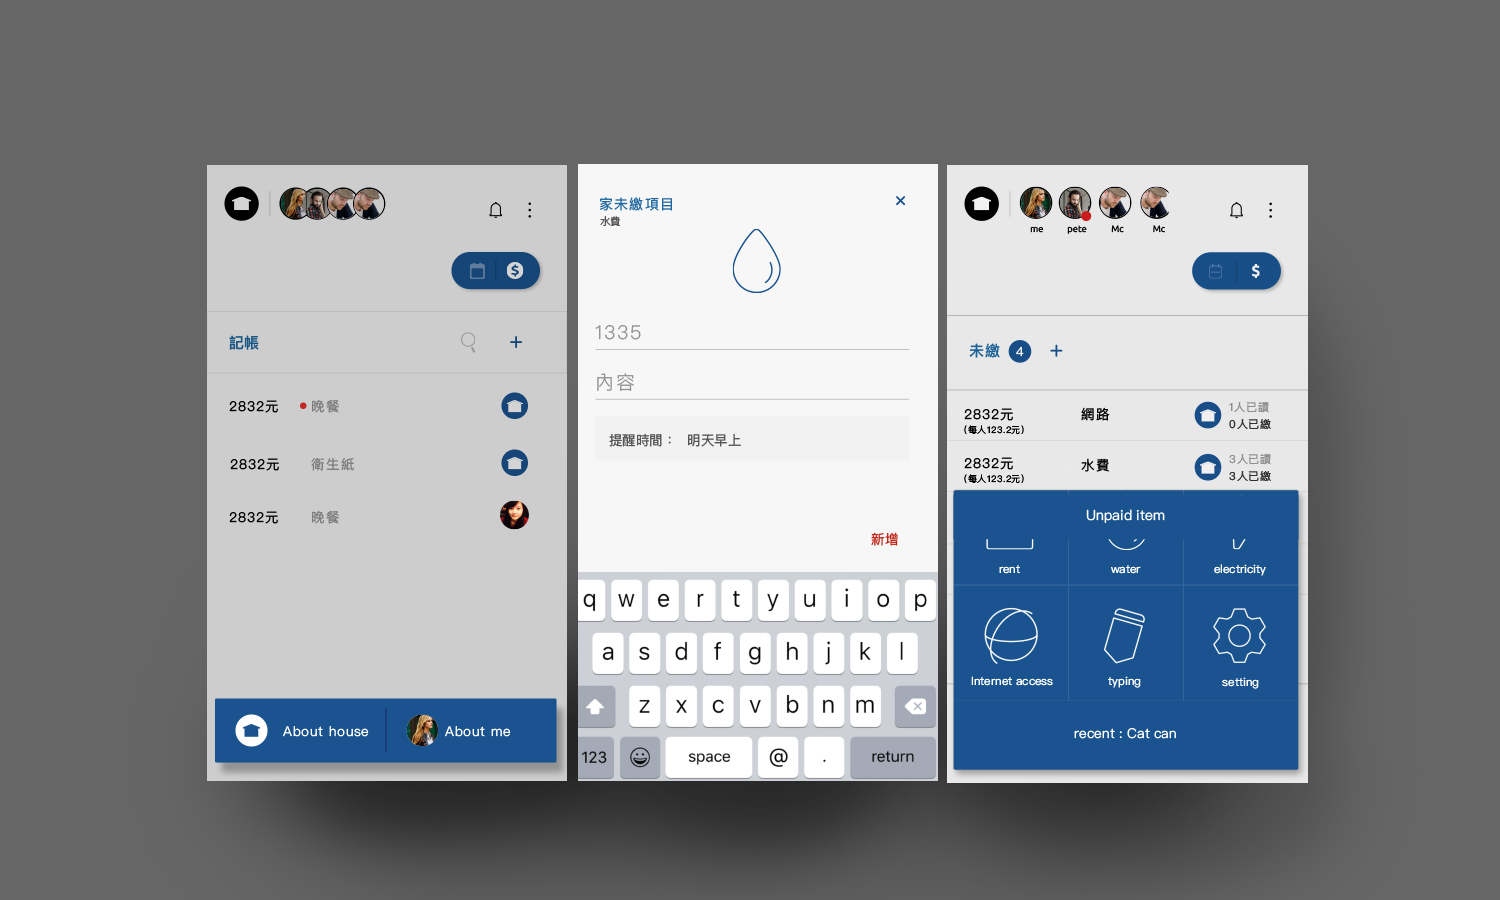 記帳
2832元 晚餐
2832元 衛生紙
2832元 晚餐
About house About me
家未繳項目
水費
1335
內容
提醒時間： 明天早上
新增
q w e r t y u i o p
a s d f g h j k l
z x c v b n m
123 space @ . return
me pete Mc Mc
$
未繳 4
2832元 網路 1人已讀
(每人123.2元) 0人已繳
2832元 水費 3人已讀
(每人123.2元) 3人已繳
Unpaid item
rent water electricity
Internet access typing setting
recent : Cat can